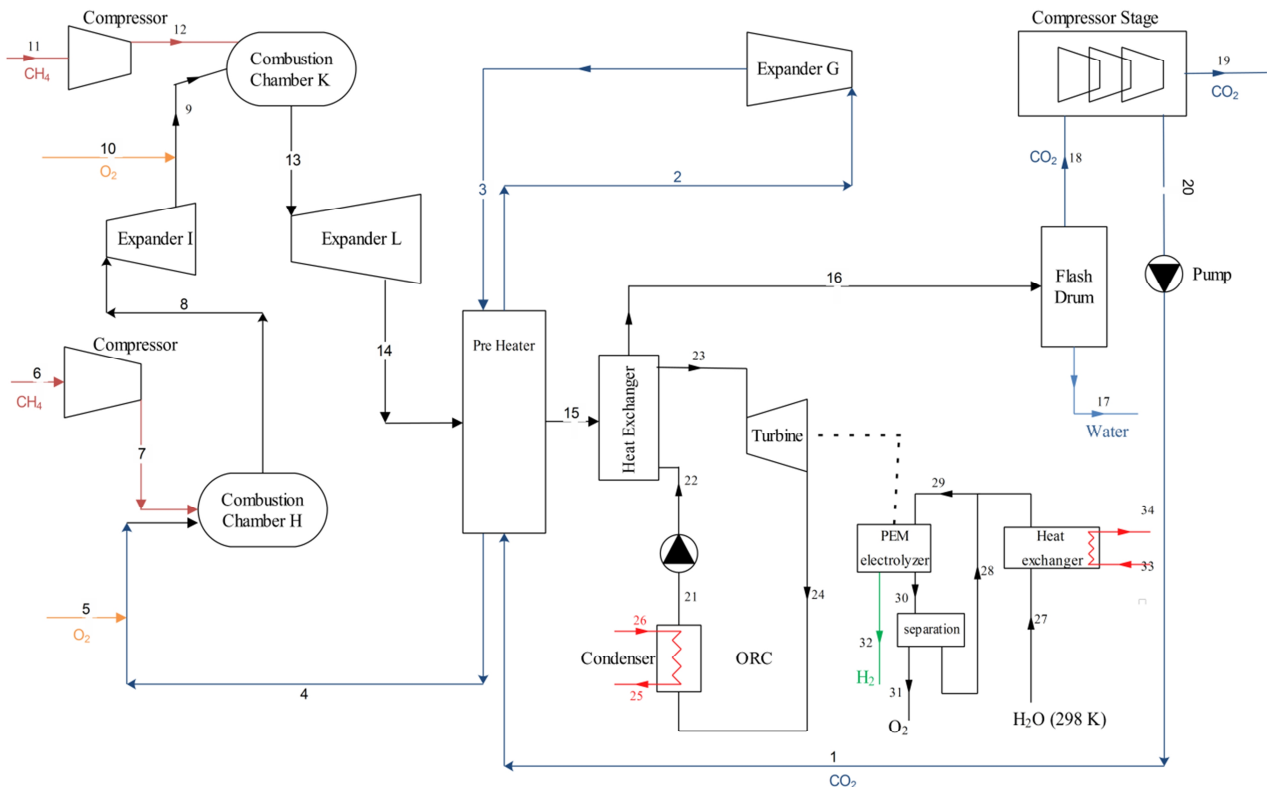 Compressor
Compressor Stage
11
12
CH₄
Combustion
Chamber K
Expander G
19
CO₂
9
10
O₂
13
3
2
CO₂
18
20
Expander I
Expander L
Flash
Drum
Pump
16
8
Compressor
Pre Heater
14
23
6
CH₄
Heat Exchanger
15
17
Water
Turbine
7
22
29
34
Combustion
Chamber H
PEM
electrolyzer
Heat
exchanger
33
5
O₂
21
24
30
28
27
26
separation
Condenser
ORC
32
25
H₂
31
4
O₂
H₂O (298 K)
1
CO₂